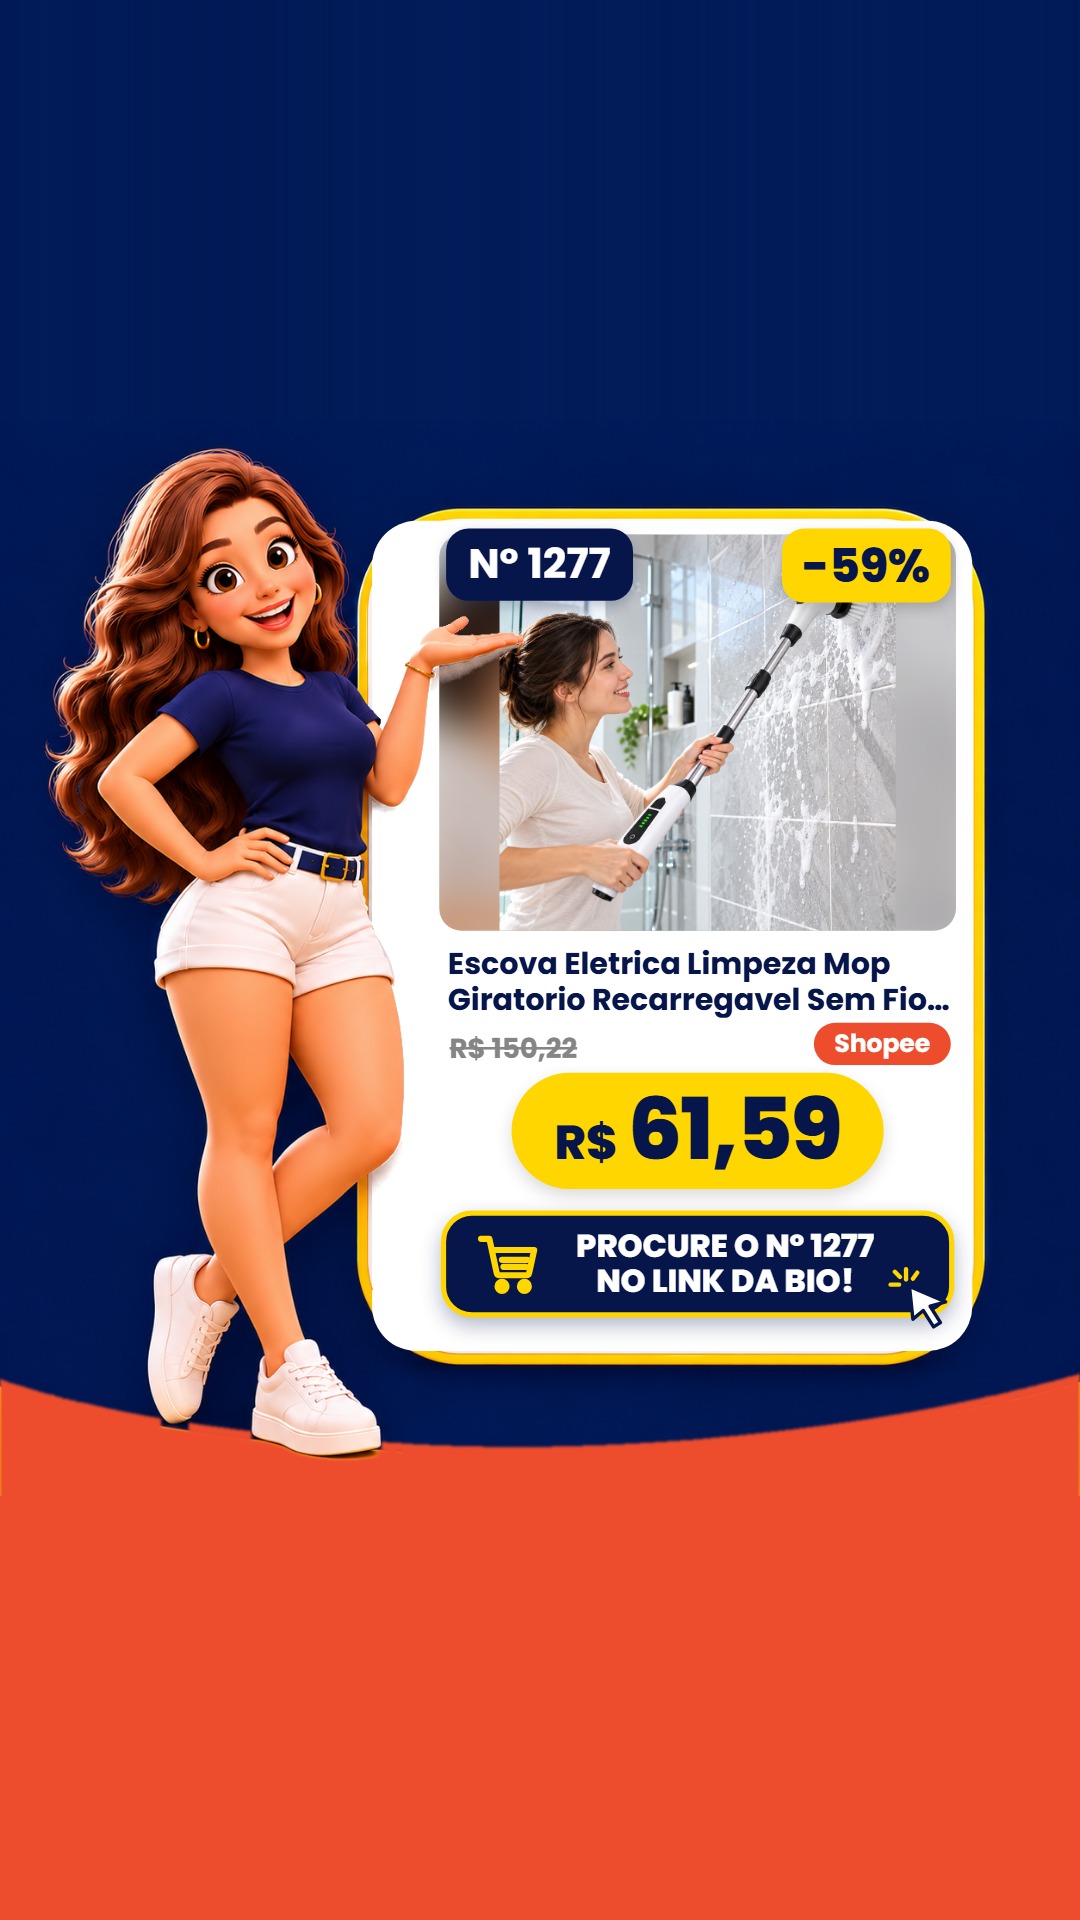 Nº 1277
-59%
Escova Eletrica Limpeza Mop
Giratorio Recarregavel Sem Fio...
R$ 150,22
Shopee
R$ 61,59
PROCURE O Nº 1277
NO LINK DA BIO!